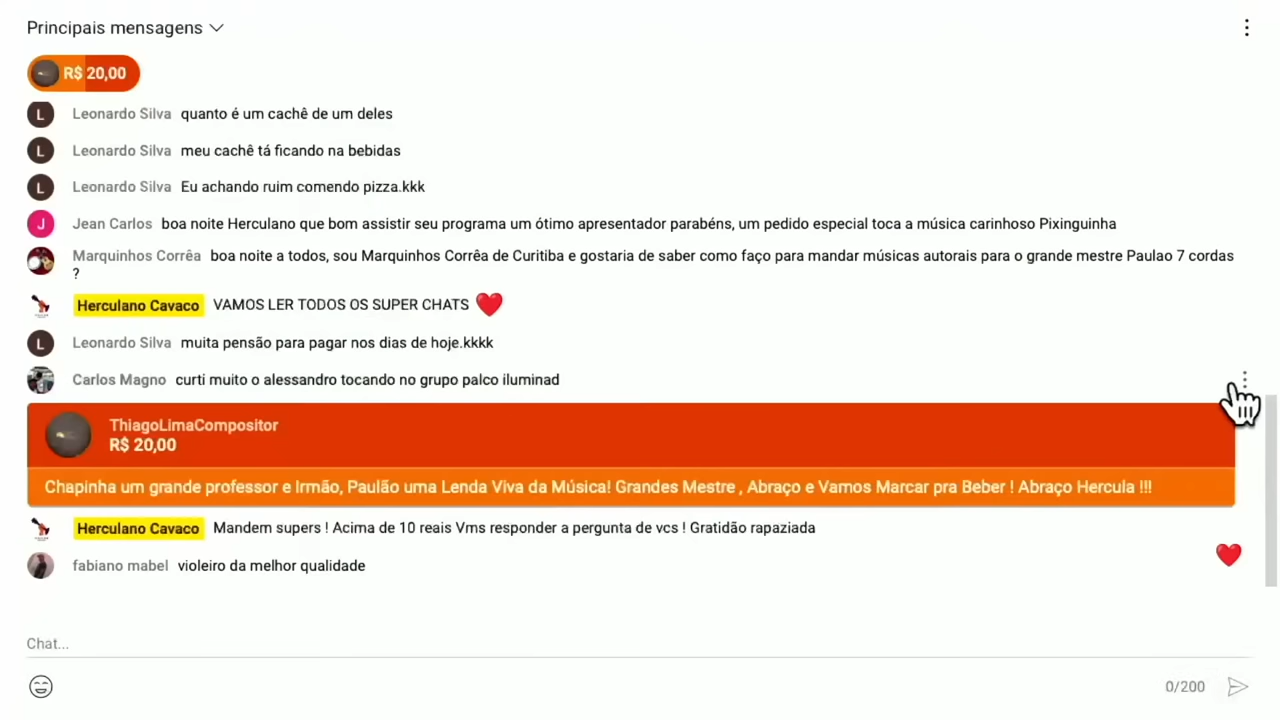 Principais mensagens
R$ 20,00
L Leonardo Silva quanto é um cachê de um deles
L Leonardo Silva meu cachê tá ficando na bebidas
L Leonardo Silva Eu achando ruim comendo pizza.kkk
J Jean Carlos boa noite Herculano que bom assistir seu programa um ótimo apresentador parabéns, um pedido especial toca a música carinhoso Pixinguinha
Marquinhos Corrêa boa noite a todos, sou Marquinhos Corrêa de Curitiba e gostaria de saber como faço para mandar músicas autorais para o grande mestre Paulao 7 cordas
?
Herculano Cavaco VAMOS LER TODOS OS SUPER CHATS ❤️
L Leonardo Silva muita pensão para pagar nos dias de hoje.kkkk
Carlos Magno curti muito o alessandro tocando no grupo palco iluminad
ThiagoLimaCompositor
R$ 20,00
Chapinha um grande professor e Irmão, Paulão uma Lenda Viva da Música! Grandes Mestre , Abraço e Vamos Marcar pra Beber ! Abraço Hercula !!!
Herculano Cavaco Mandem supers ! Acima de 10 reais Vms responder a pergunta de vcs ! Gratidão rapaziada
fabiano mabel violeiro da melhor qualidade
Chat...
0/200